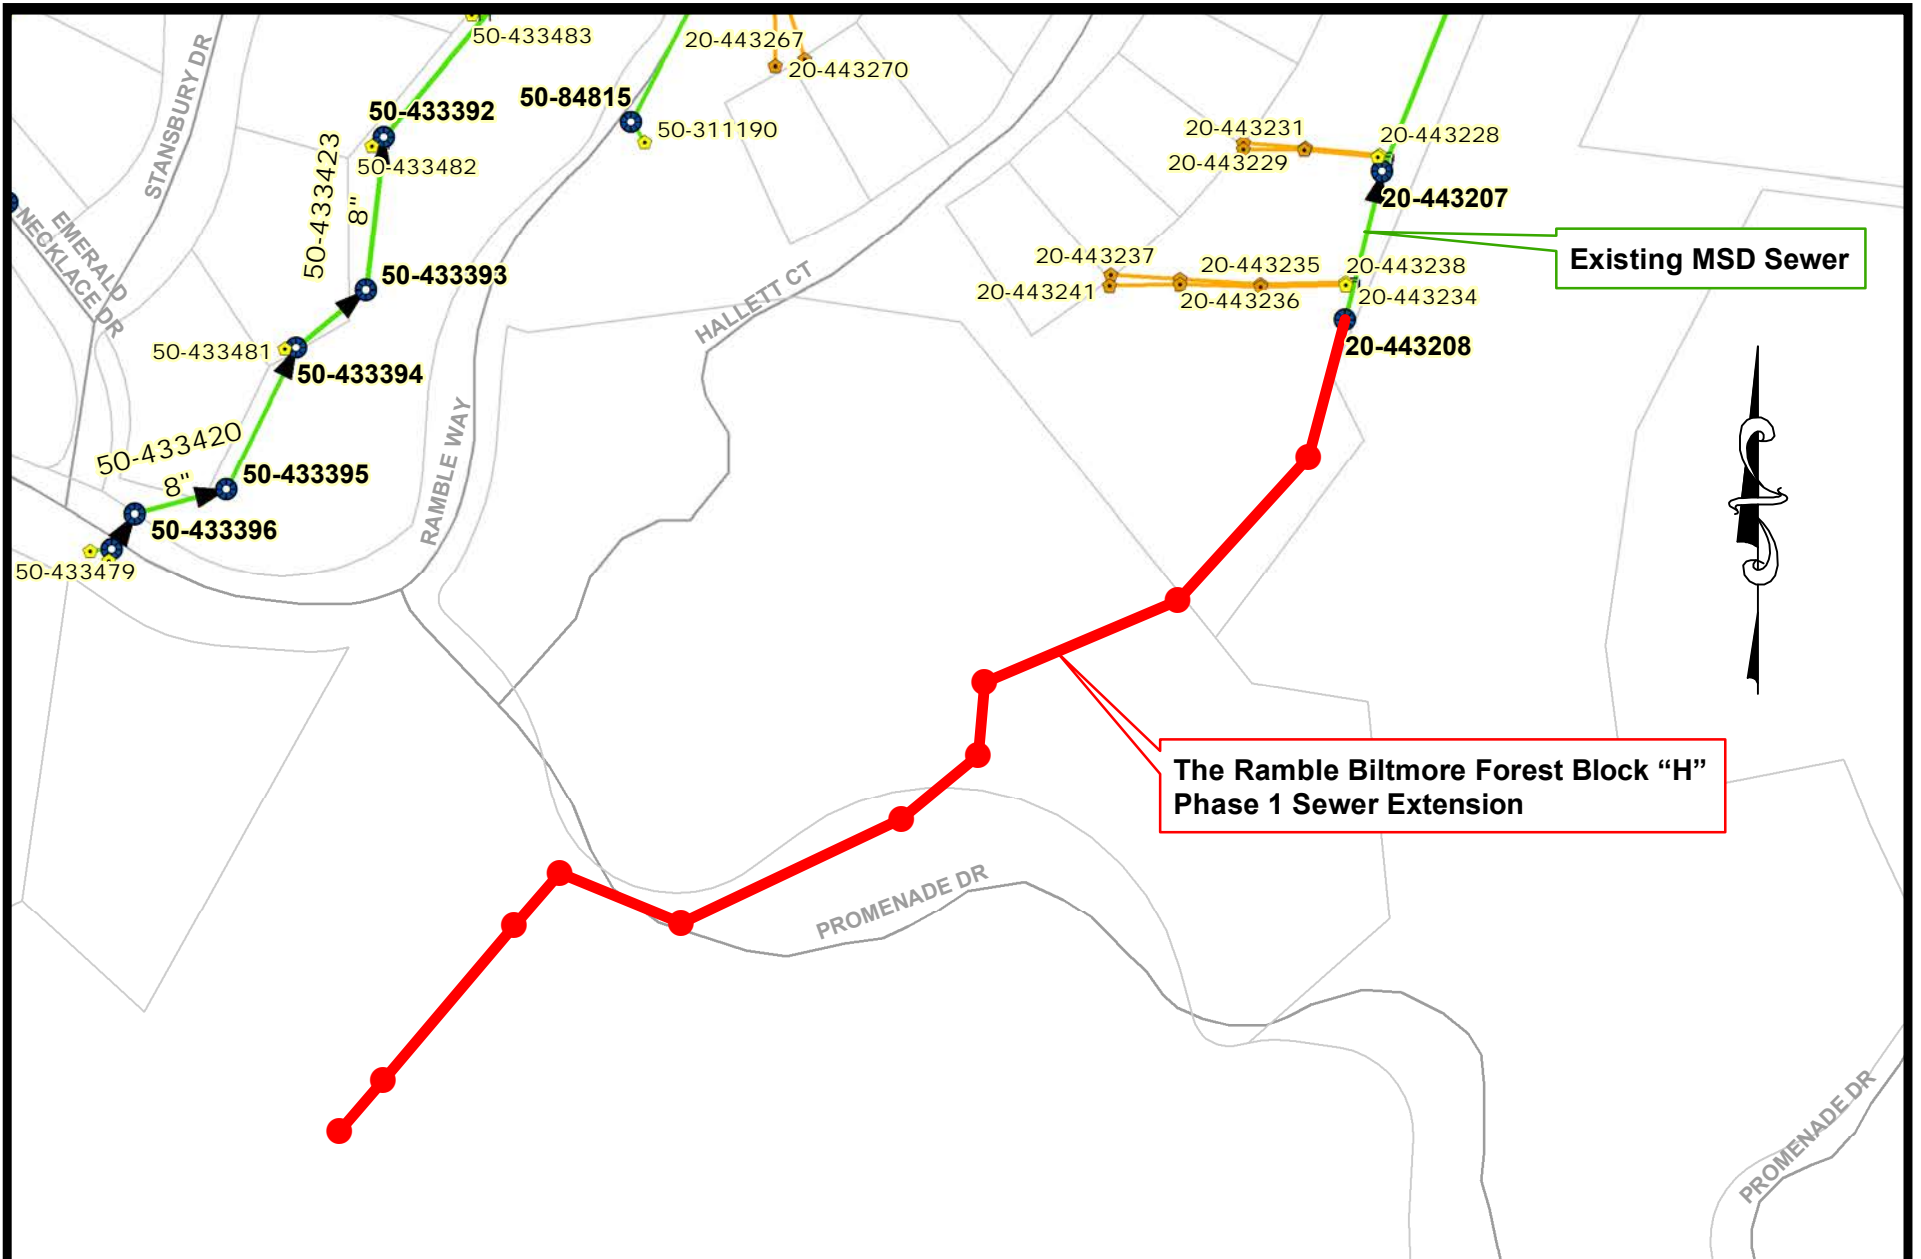 50-433483
20-443267
20-443270
STANSBURY DR
50-433392
50-84815
50-311190
50-433423
8"
50-433482
20-443231
20-443228
20-443229
20-443207
EMERALD
NECKLACE DR
50-433393
HALLETT CT
20-443237
20-443235
20-443238
20-443241
20-443236
20-443234
Existing MSD Sewer
50-433481
50-433394
20-443208
RAMBLE WAY
50-433420
8"
50-433395
50-433396
50-433479
The Ramble Biltmore Forest Block “H”
Phase 1 Sewer Extension
PROMENADE DR
PROMENADE DR